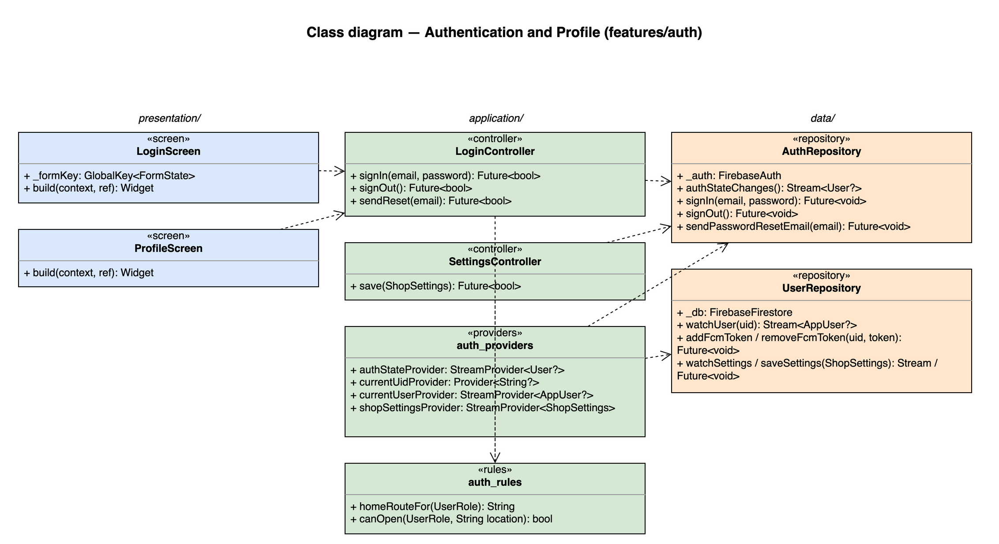 Class diagram — Authentication and Profile (features/auth)
presentation/
«screen»
LoginScreen
+ _formKey: GlobalKey<FormState>
+ build(context, ref): Widget
«screen»
ProfileScreen
+ build(context, ref): Widget
application/
«controller»
LoginController
+ signIn(email, password): Future<bool>
+ signOut(): Future<bool>
+ sendReset(email): Future<bool>
«controller»
SettingsController
+ save(ShopSettings): Future<bool>
«providers»
auth_providers
+ authStateProvider: StreamProvider<User?>
+ currentUidProvider: Provider<String?>
+ currentUserProvider: StreamProvider<AppUser?>
+ shopSettingsProvider: StreamProvider<ShopSettings>
«rules»
auth_rules
+ homeRouteFor(UserRole): String
+ canOpen(UserRole, String location): bool
data/
«repository»
AuthRepository
+ _auth: FirebaseAuth
+ authStateChanges(): Stream<User?>
+ signIn(email, password): Future<void>
+ signOut(): Future<void>
+ sendPasswordResetEmail(email): Future<void>
«repository»
UserRepository
+ _db: FirebaseFirestore
+ watchUser(uid): Stream<AppUser?>
+ addFcmToken / removeFcmToken(uid, token):
Future<void>
+ watchSettings / saveSettings(ShopSettings): Stream /
Future<void>